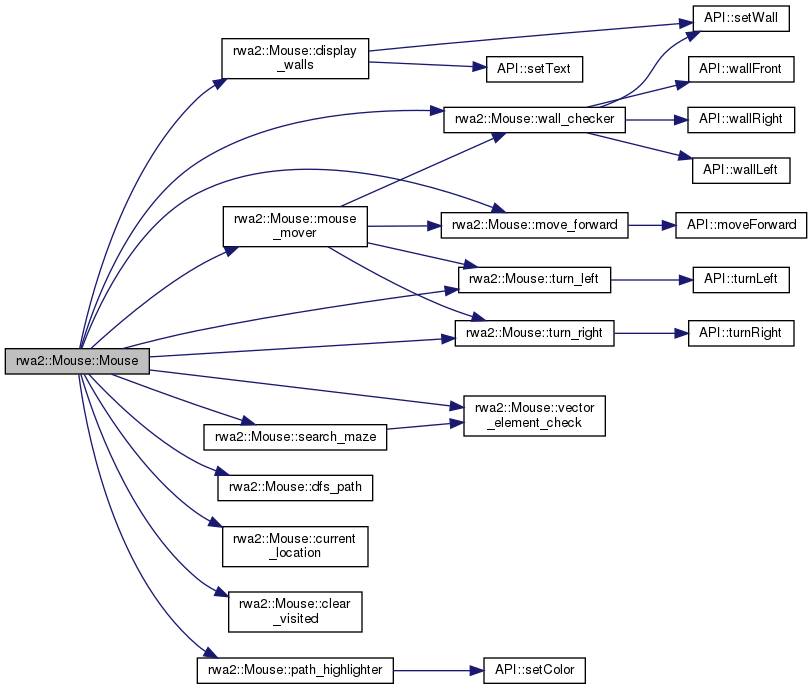 API::setWall
rwa2::Mouse::display
_walls
API::setText
API::wallFront
rwa2::Mouse::wall_checker
API::wallRight
API::wallLeft
rwa2::Mouse::mouse
_mover
rwa2::Mouse::move_forward
API::moveForward
rwa2::Mouse::turn_left
API::turnLeft
rwa2::Mouse::turn_right
API::turnRight
rwa2::Mouse::Mouse
rwa2::Mouse::vector
_element_check
rwa2::Mouse::search_maze
rwa2::Mouse::dfs_path
rwa2::Mouse::current
_location
rwa2::Mouse::clear
_visited
rwa2::Mouse::path_highlighter
API::setColor